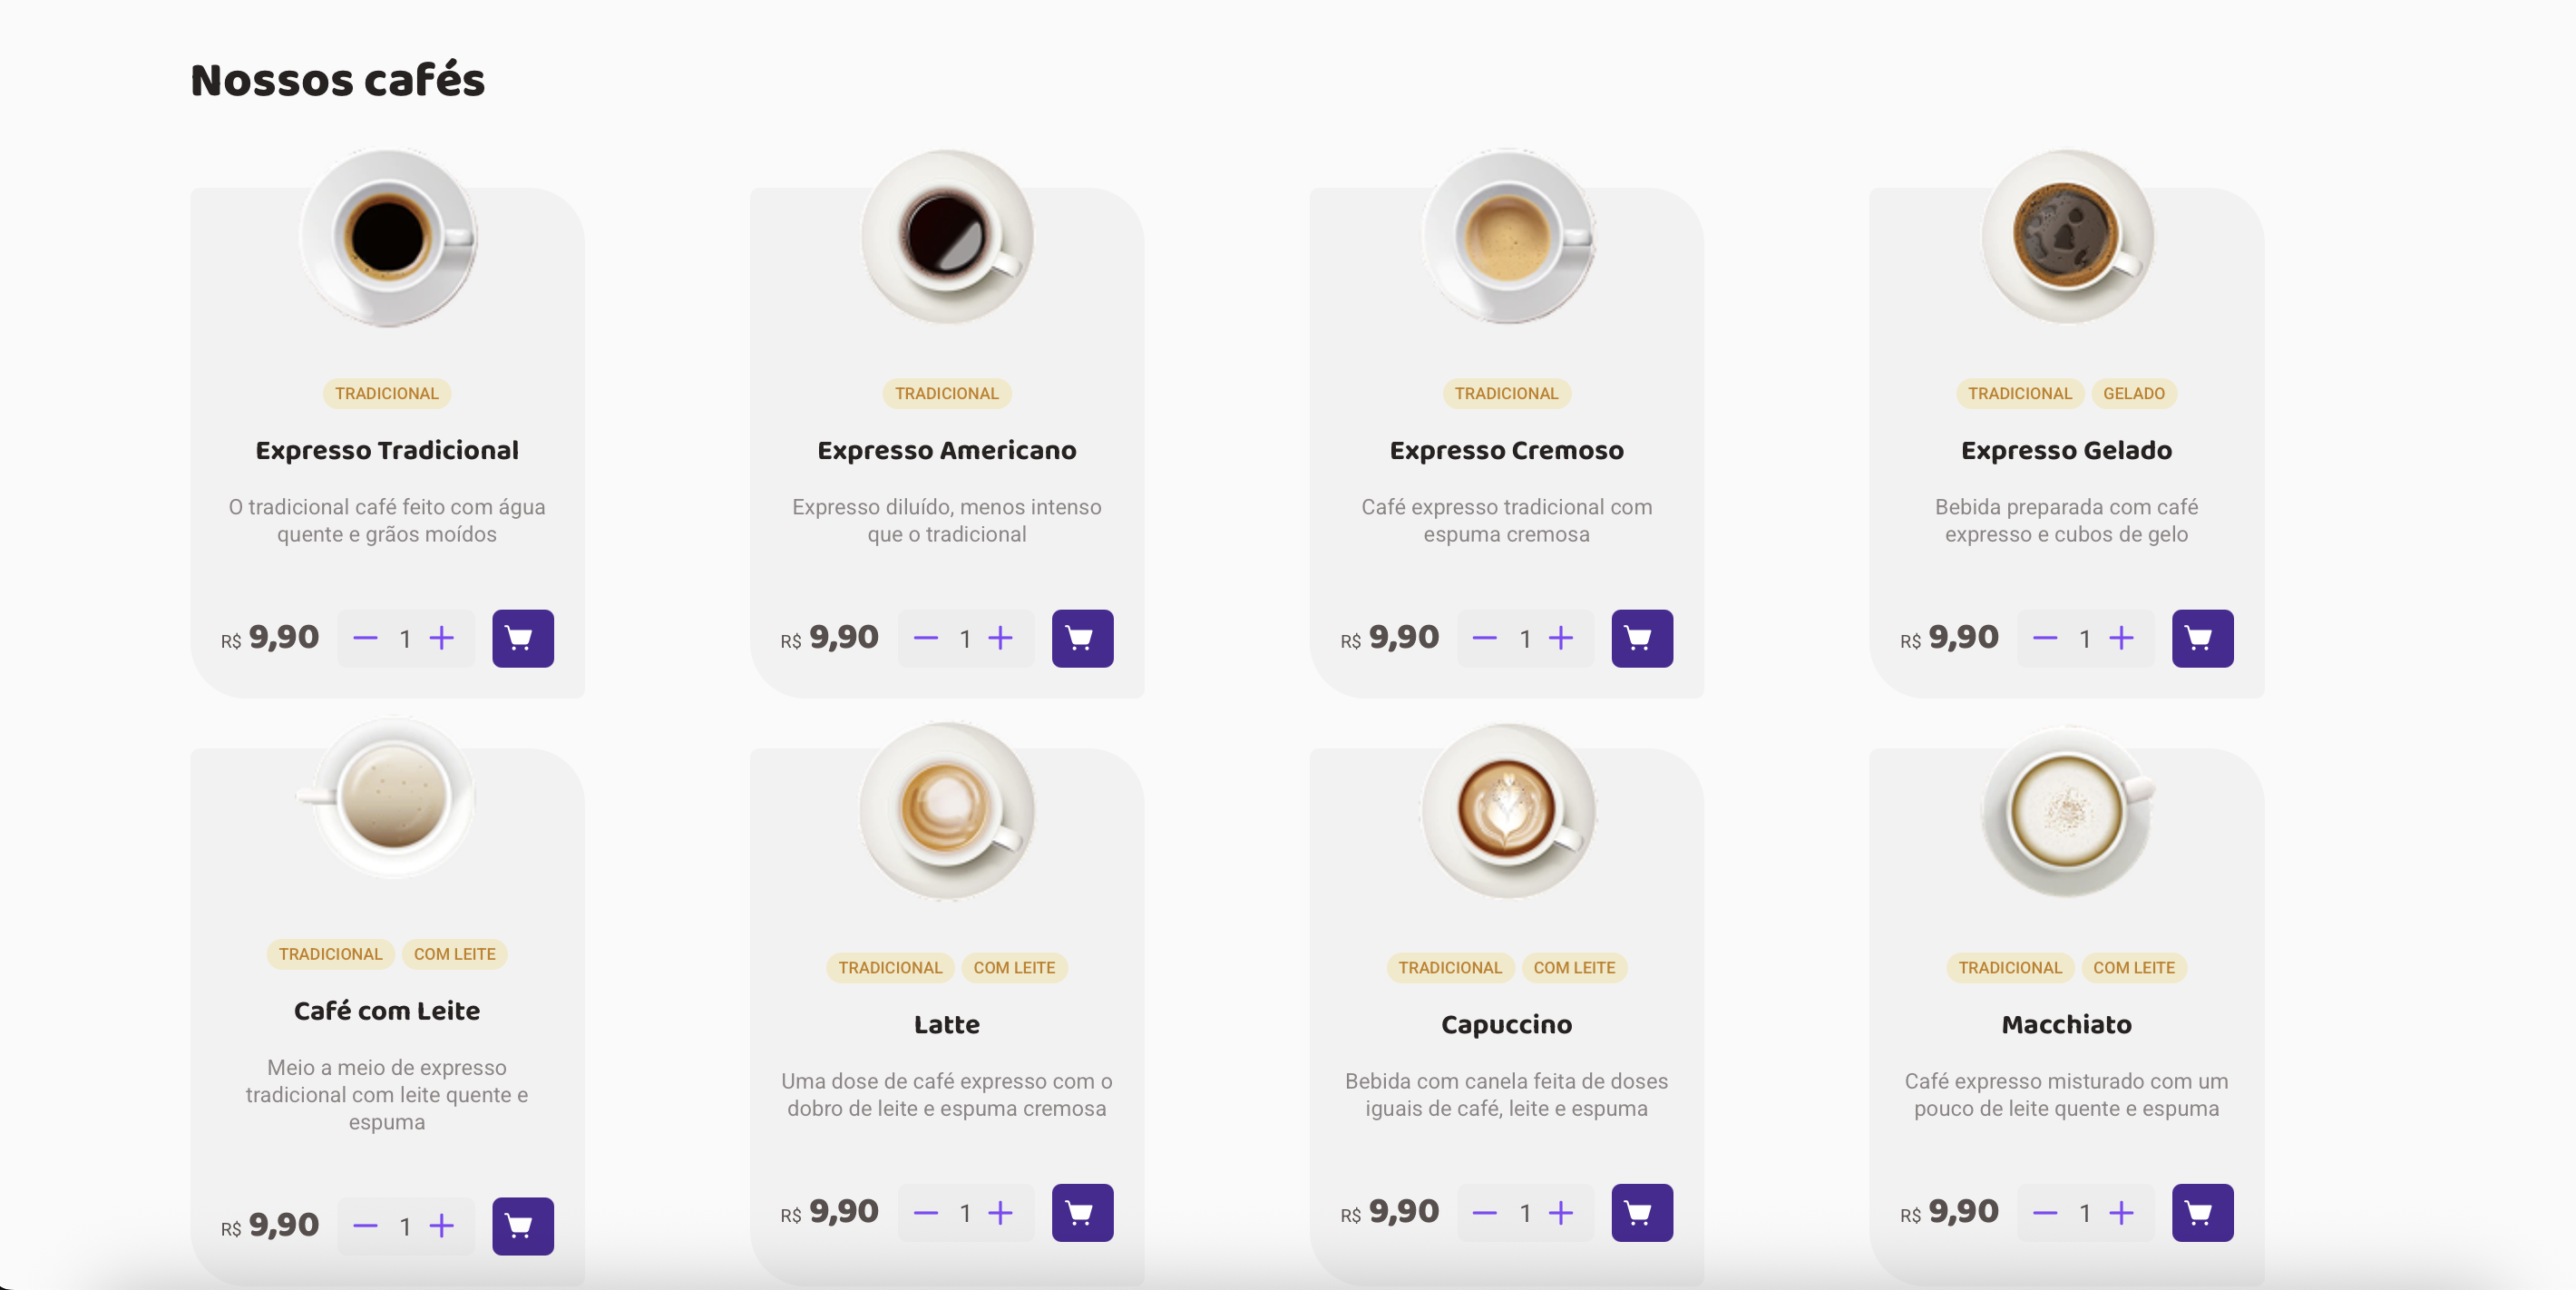 Nossos cafés
TRADICIONAL
Expresso Tradicional
O tradicional café feito com água
quente e grãos moídos
R$ 9,90 1
TRADICIONAL
Expresso Americano
Expresso diluído, menos intenso
que o tradicional
R$ 9,90 1
TRADICIONAL
Expresso Cremoso
Café expresso tradicional com
espuma cremosa
R$ 9,90 1
TRADICIONAL GELADO
Expresso Gelado
Bebida preparada com café
expresso e cubos de gelo
R$ 9,90 1
TRADICIONAL COM LEITE
Café com Leite
Meio a meio de expresso
tradicional com leite quente e
espuma
R$ 9,90 1
TRADICIONAL COM LEITE
Latte
Uma dose de café expresso com o
dobro de leite e espuma cremosa
R$ 9,90 1
TRADICIONAL COM LEITE
Capuccino
Bebida com canela feita de doses
iguais de café, leite e espuma
R$ 9,90 1
TRADICIONAL COM LEITE
Macchiato
Café expresso misturado com um
pouco de leite quente e espuma
R$ 9,90 1